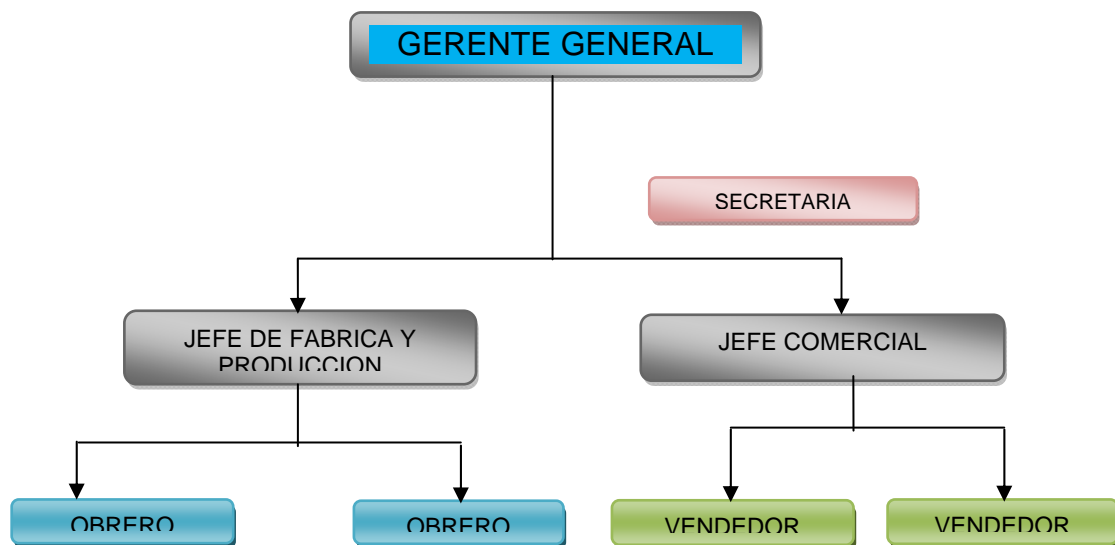 GERENTE GENERAL
SECRETARIA
JEFE DE FABRICA Y
PRODUCCION
JEFE COMERCIAL
OBRERO
OBRERO
VENDEDOR
VENDEDOR